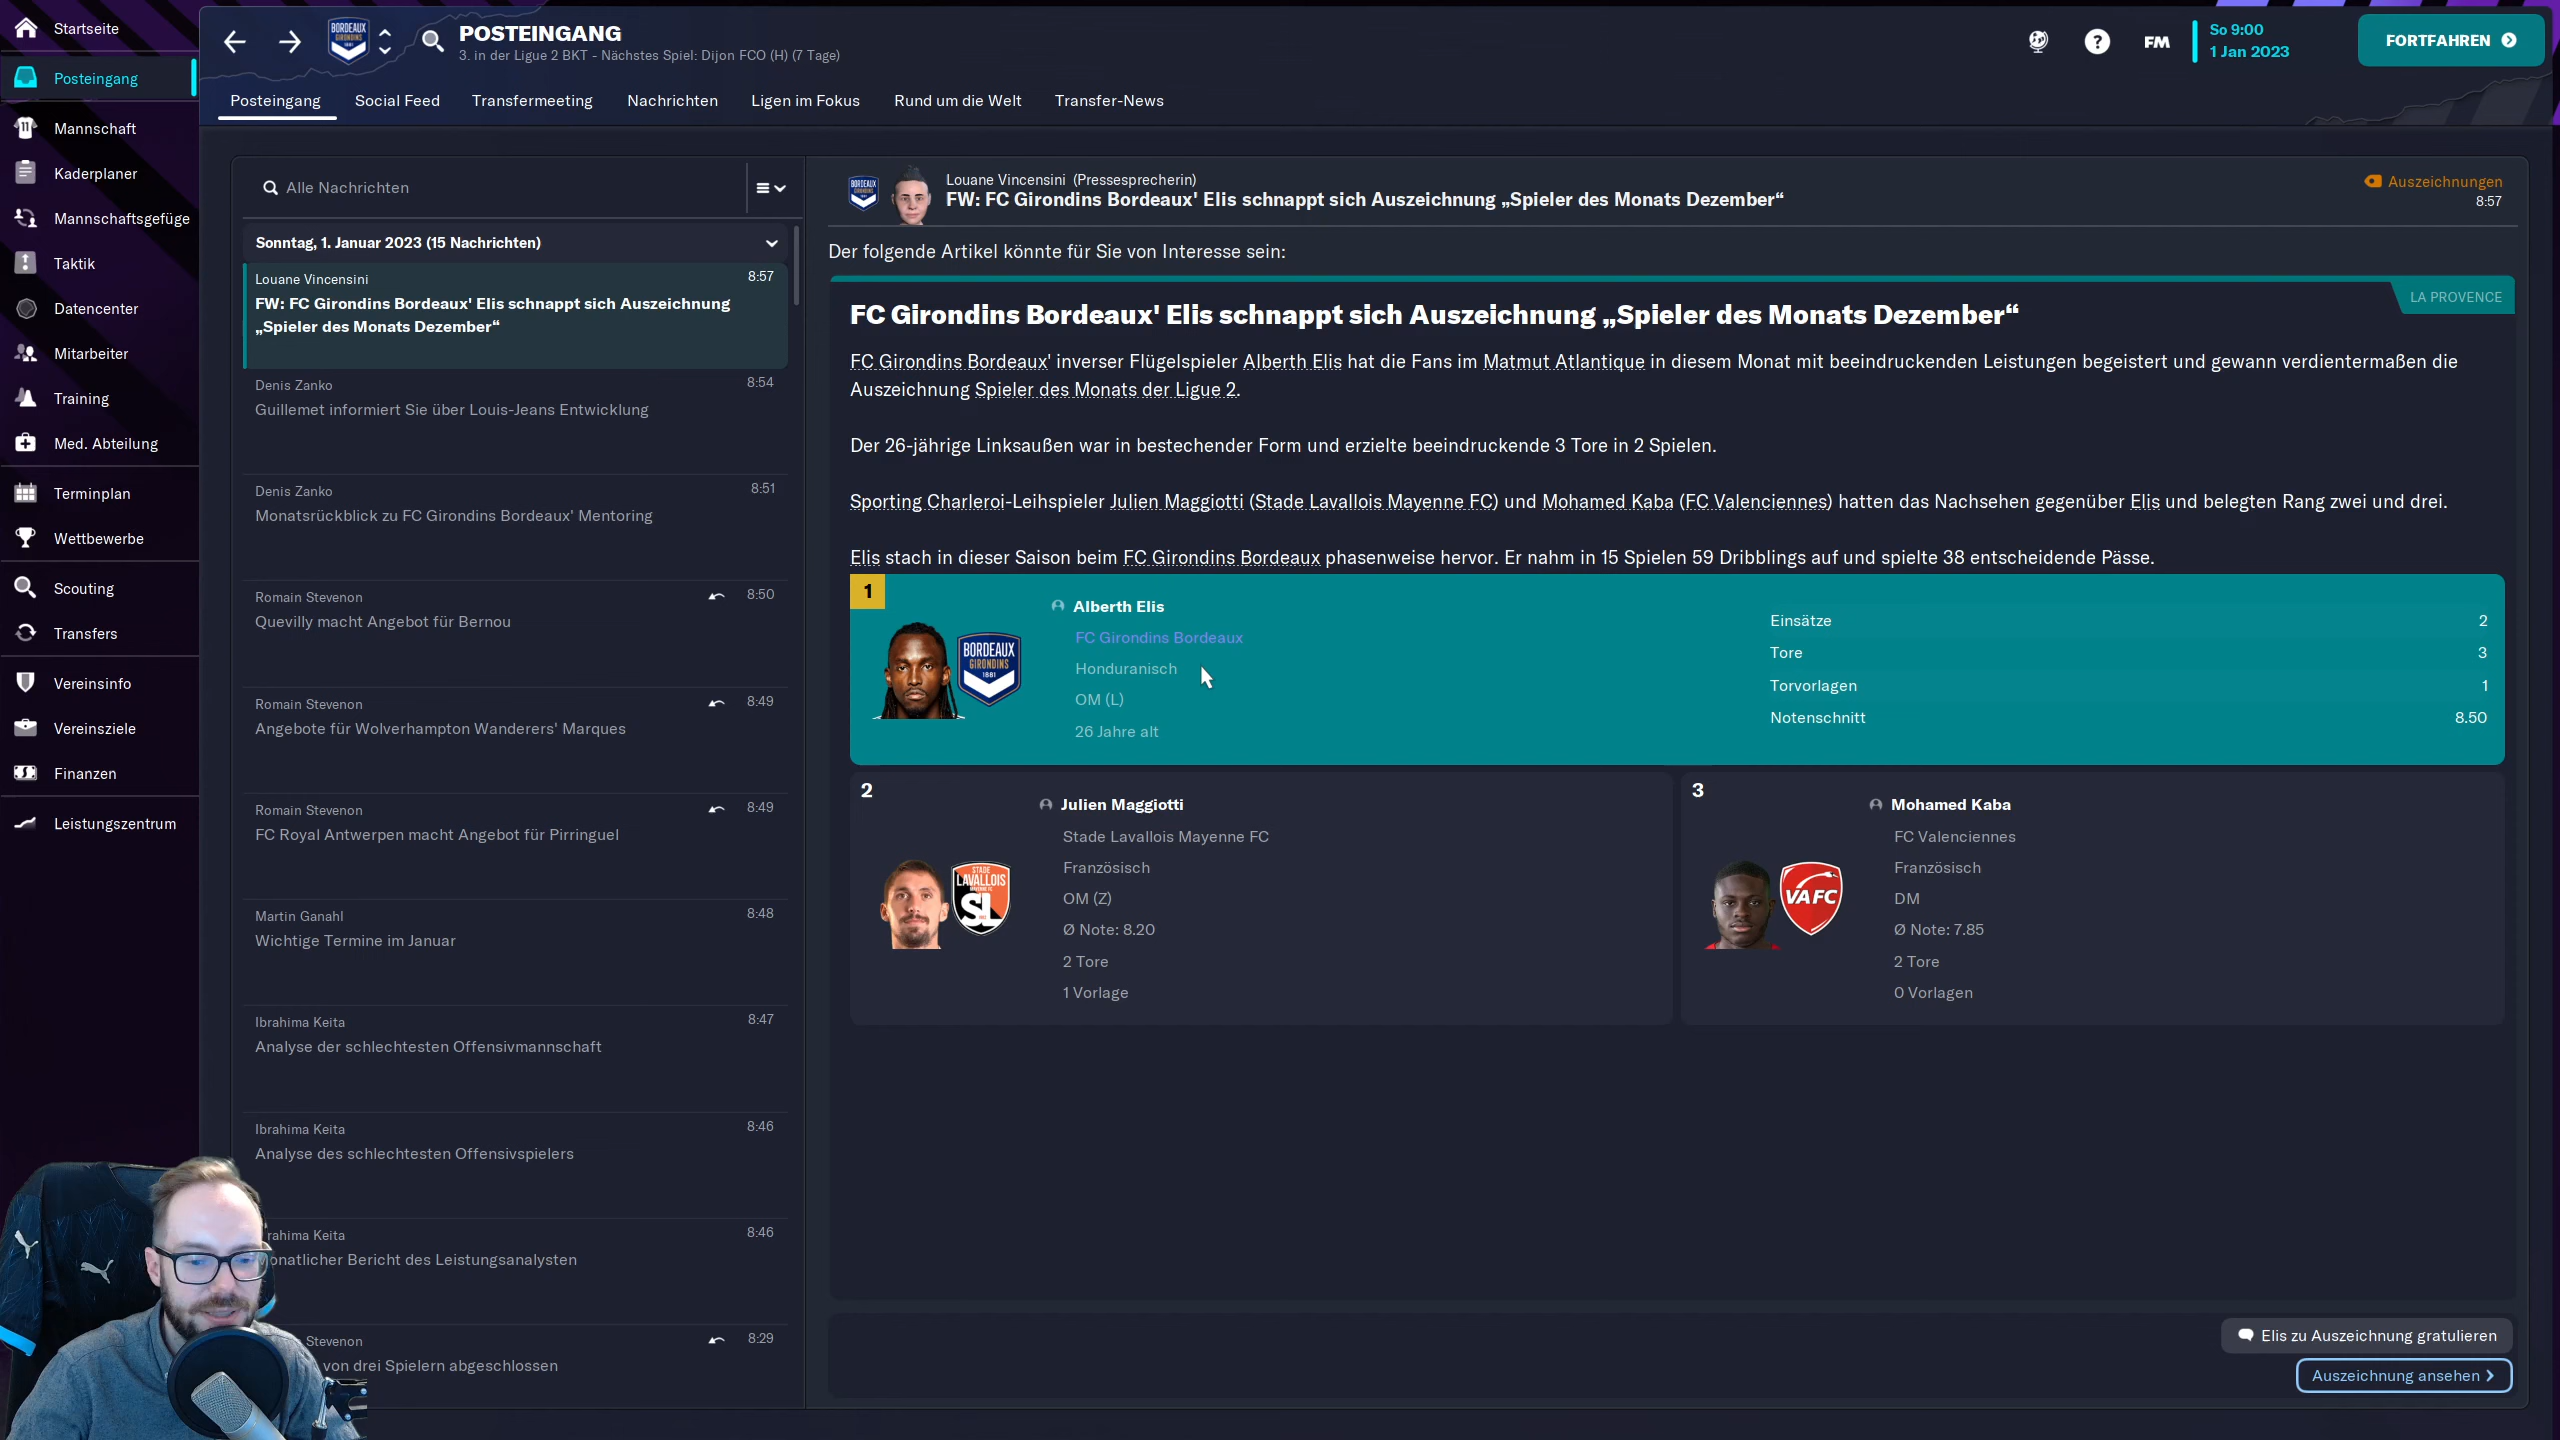 Startseite
Posteingang
Mannschaft
Kaderplaner
Mannschaftsgefüge
Taktik
Datencenter
Mitarbeiter
Training
Med. Abteilung
Terminplan
Wettbewerbe
Scouting
Transfers
Vereinsinfo
Vereinsziele
Finanzen
Leistungszentrum
BORDEAUX
GIRONDINS
POSTEINGANG
3. in der Ligue 2 BKT - Nächstes Spiel: Dijon FCO (H) (7 Tage)
FM
So 9:00
1 Jan 2023
FORTFAHREN
Posteingang
Social Feed
Transfermeeting
Nachrichten
Ligen im Fokus
Rund um die Welt
Transfer-News
Alle Nachrichten
Sonntag, 1. Januar 2023 (15 Nachrichten)
Louane Vincensini 8:57
FW: FC Girondins Bordeaux' Elis schnappt sich Auszeichnung
„Spieler des Monats Dezember“
Denis Zanko 8:54
Guillemet informiert Sie über Louis-Jeans Entwicklung
Denis Zanko 8:51
Monatsrückblick zu FC Girondins Bordeaux' Mentoring
Romain Stevenon 8:50
Quevilly macht Angebot für Bernou
Romain Stevenon 8:49
Angebote für Wolverhampton Wanderers' Marques
Romain Stevenon 8:49
FC Royal Antwerpen macht Angebot für Pirringuel
Martin Ganahl 8:48
Wichtige Termine im Januar
Ibrahima Keita 8:47
Analyse der schlechtesten Offensivmannschaft
Ibrahima Keita 8:46
Analyse des schlechtesten Offensivspielers
rahima Keita 8:46
onatlicher Bericht des Leistungsanalysten
Stevenon 8:29
von drei Spielern abgeschlossen
Louane Vincensini (Pressesprecherin)
FW: FC Girondins Bordeaux' Elis schnappt sich Auszeichnung „Spieler des Monats Dezember“
Auszeichnungen
8:57
Der folgende Artikel könnte für Sie von Interesse sein:
LA PROVENCE
FC Girondins Bordeaux' Elis schnappt sich Auszeichnung „Spieler des Monats Dezember“
FC Girondins Bordeaux' inverser Flügelspieler Alberth Elis hat die Fans im Matmut Atlantique in diesem Monat mit beeindruckenden Leistungen begeistert und gewann verdientermaßen die
Auszeichnung Spieler des Monats der Ligue 2.
Der 26-jährige Linksaußen war in bestechender Form und erzielte beeindruckende 3 Tore in 2 Spielen.
Sporting Charleroi-Leihspieler Julien Maggiotti (Stade Lavallois Mayenne FC) und Mohamed Kaba (FC Valenciennes) hatten das Nachsehen gegenüber Elis und belegten Rang zwei und drei.
Elis stach in dieser Saison beim FC Girondins Bordeaux phasenweise hervor. Er nahm in 15 Spielen 59 Dribblings auf und spielte 38 entscheidende Pässe.
1
BORDEAUX
GIRONDINS
1881
Alberth Elis
FC Girondins Bordeaux
Honduranisch
OM (L)
26 Jahre alt
Einsätze 2
Tore 3
Torvorlagen 1
Notenschnitt 8.50
2
STADE
LAVALLOIS
SL
Julien Maggiotti
Stade Lavallois Mayenne FC
Französisch
OM (Z)
Ø Note: 8.20
2 Tore
1 Vorlage
3
VAFC
Mohamed Kaba
FC Valenciennes
Französisch
DM
Ø Note: 7.85
2 Tore
0 Vorlagen
Elis zu Auszeichnung gratulieren
Auszeichnung ansehen